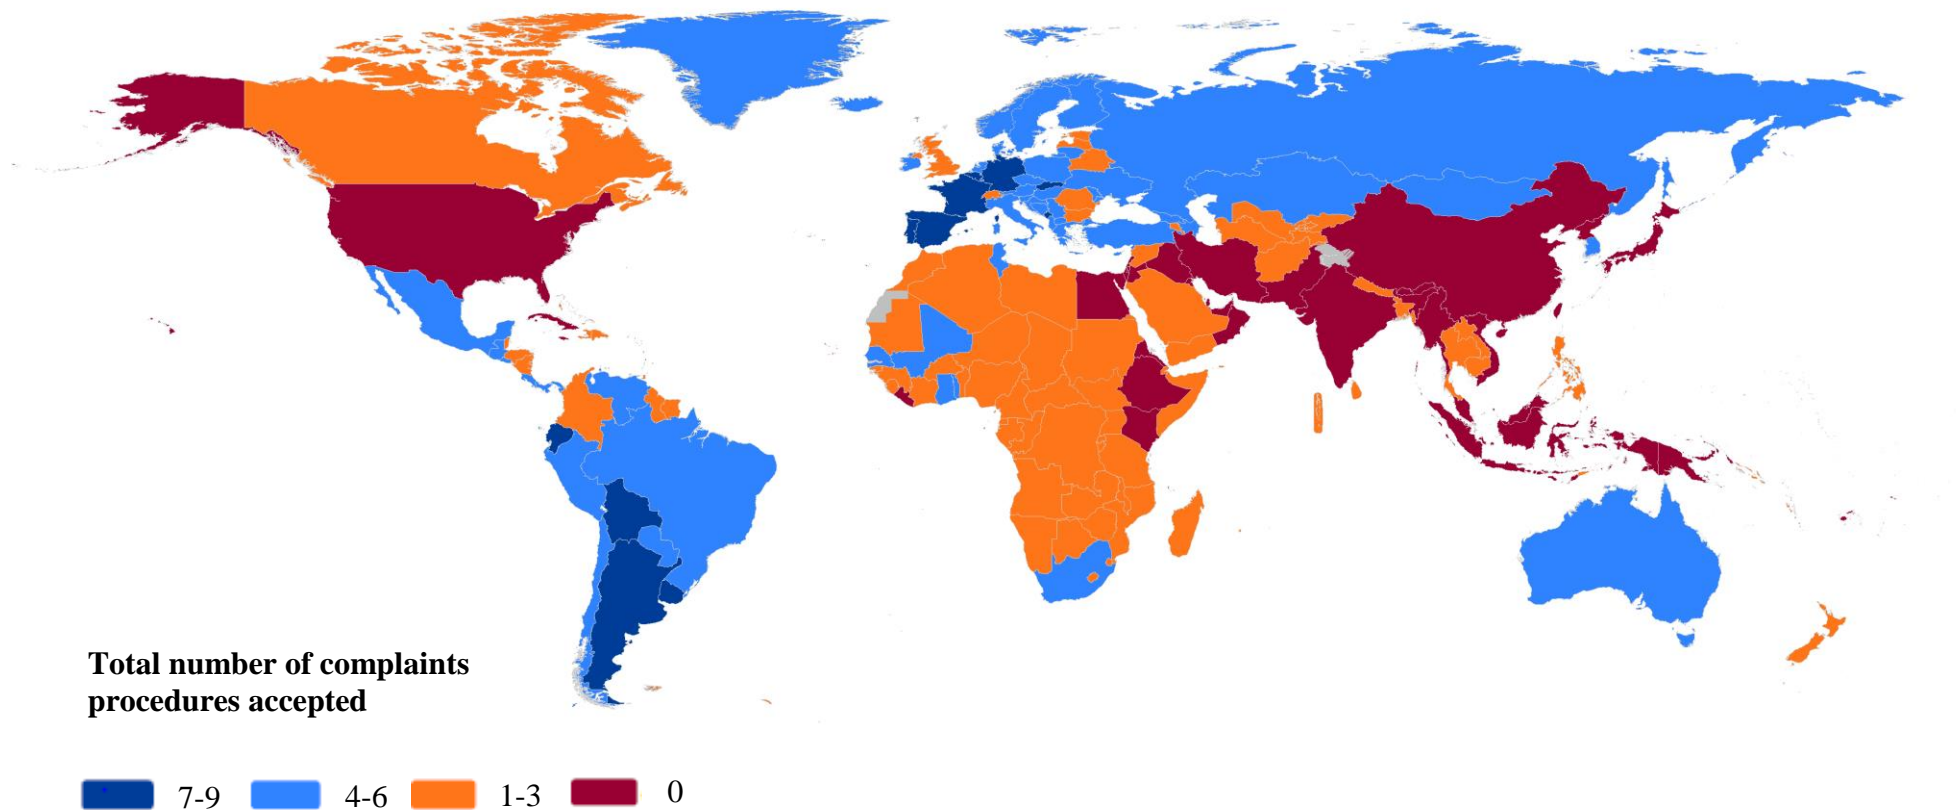 Total number of complaints
procedures accepted
7-9 4-6 1-3 0